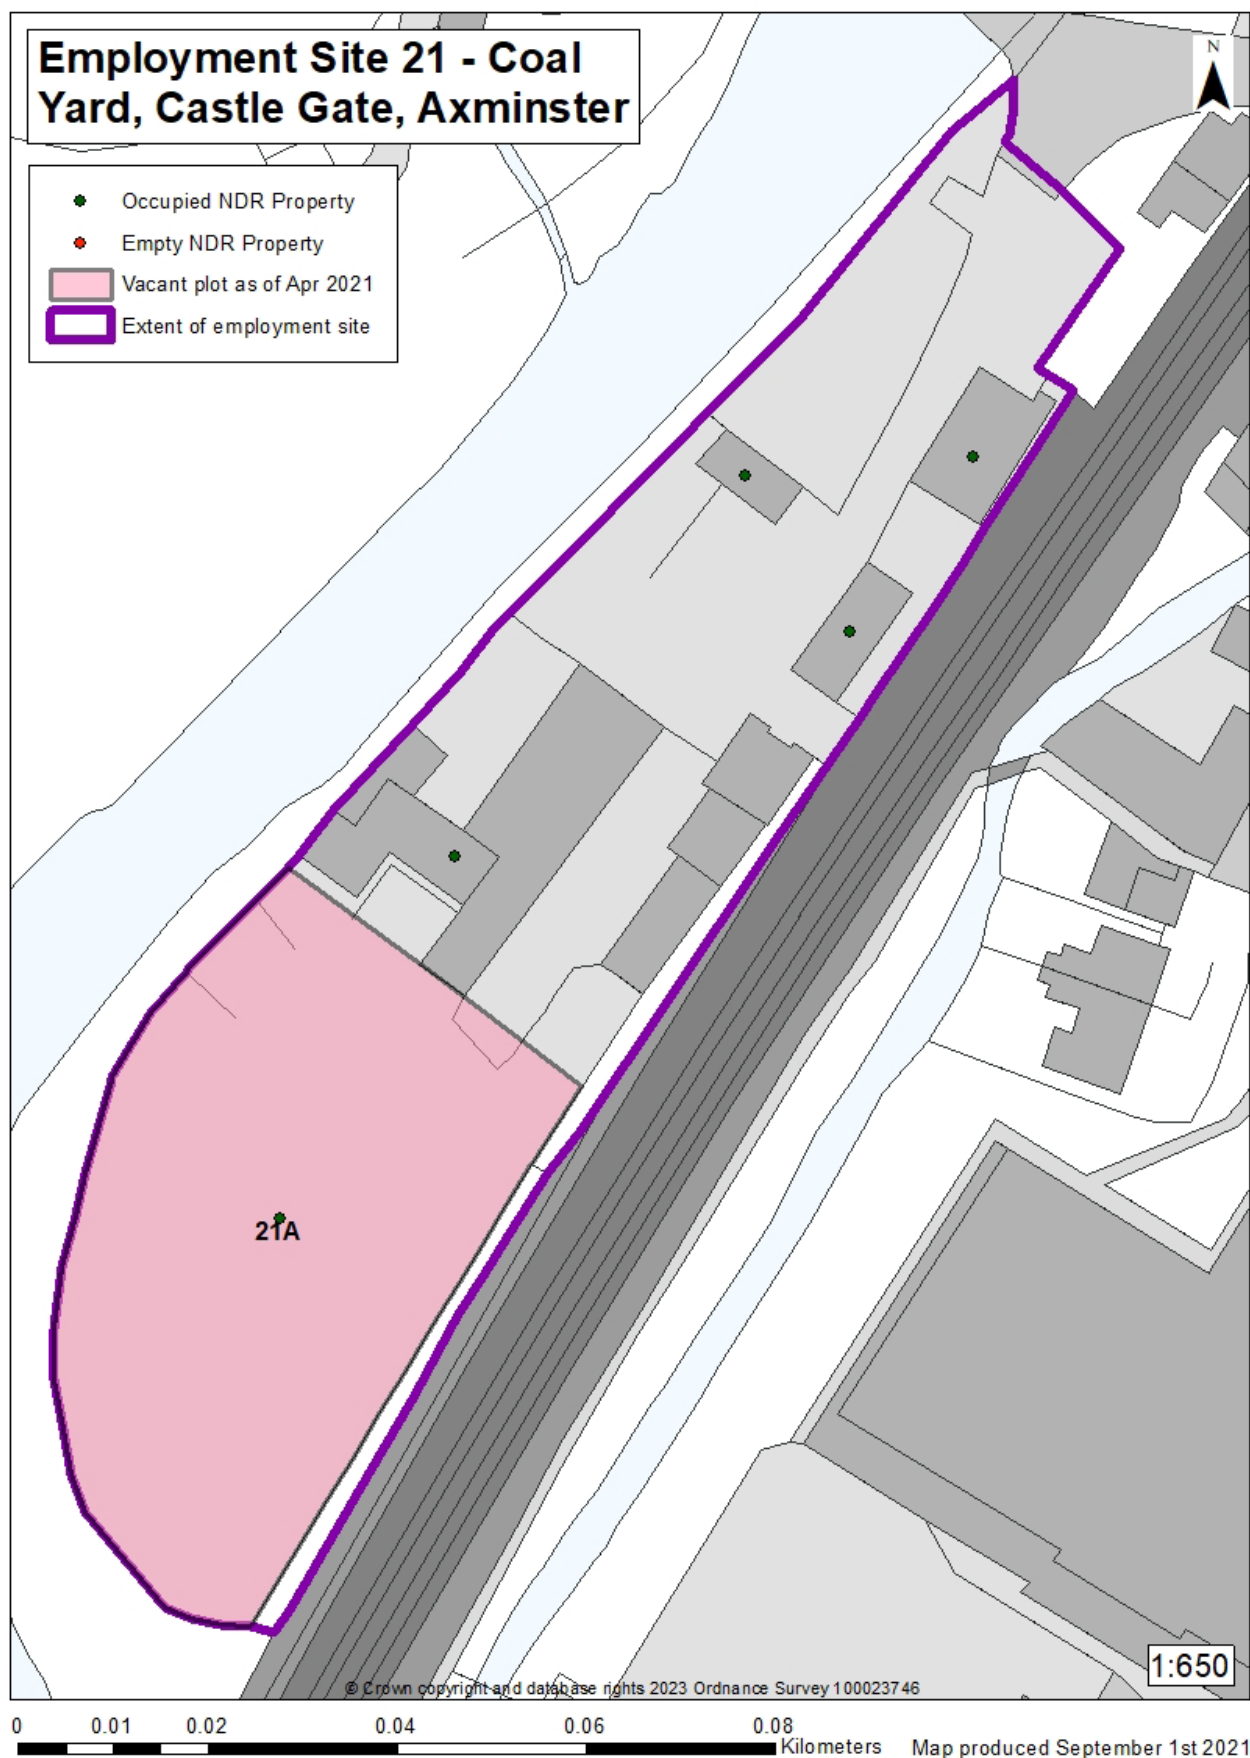 Employment Site 21 - Coal
Yard, Castle Gate, Axminster
N
Occupied NDR Property
Empty NDR Property
Vacant plot as of Apr 2021
Extent of employment site
21A
1:650
© Crown copyright and database rights 2023 Ordnance Survey 100023746
0 0.01 0.02 0.04 0.06 0.08
Kilometers
Map produced September 1st 2021